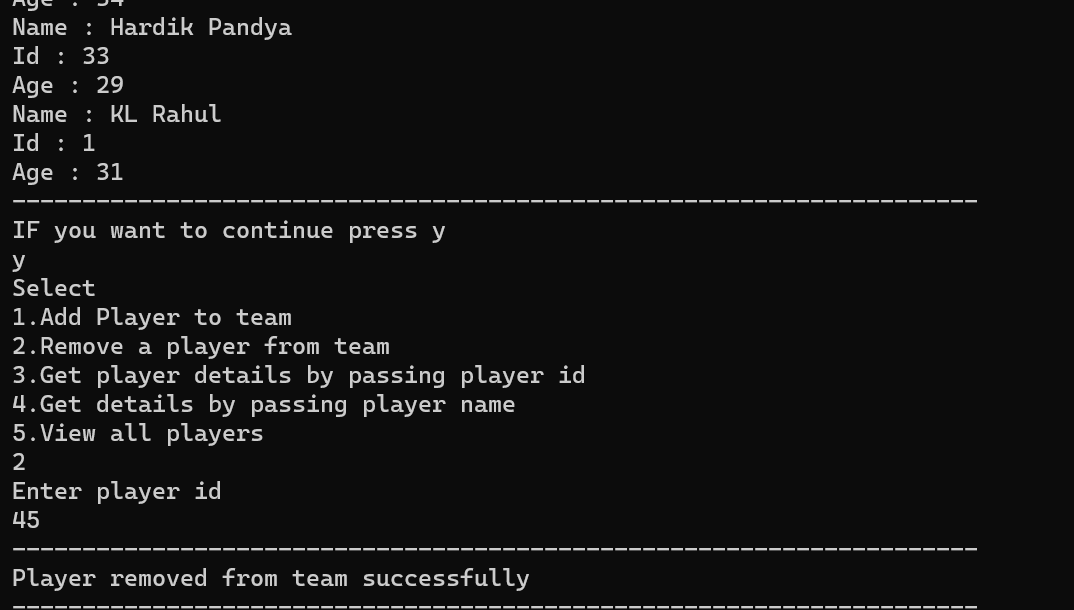 Age : 34
Name : Hardik Pandya
Id : 33
Age : 29
Name : KL Rahul
Id : 1
Age : 31
---------------------------------------------------------------------
IF you want to continue press y
y
Select
1.Add Player to team
2.Remove a player from team
3.Get player details by passing player id
4.Get details by passing player name
5.View all players
2
Enter player id
45
---------------------------------------------------------------------
Player removed from team successfully
---------------------------------------------------------------------